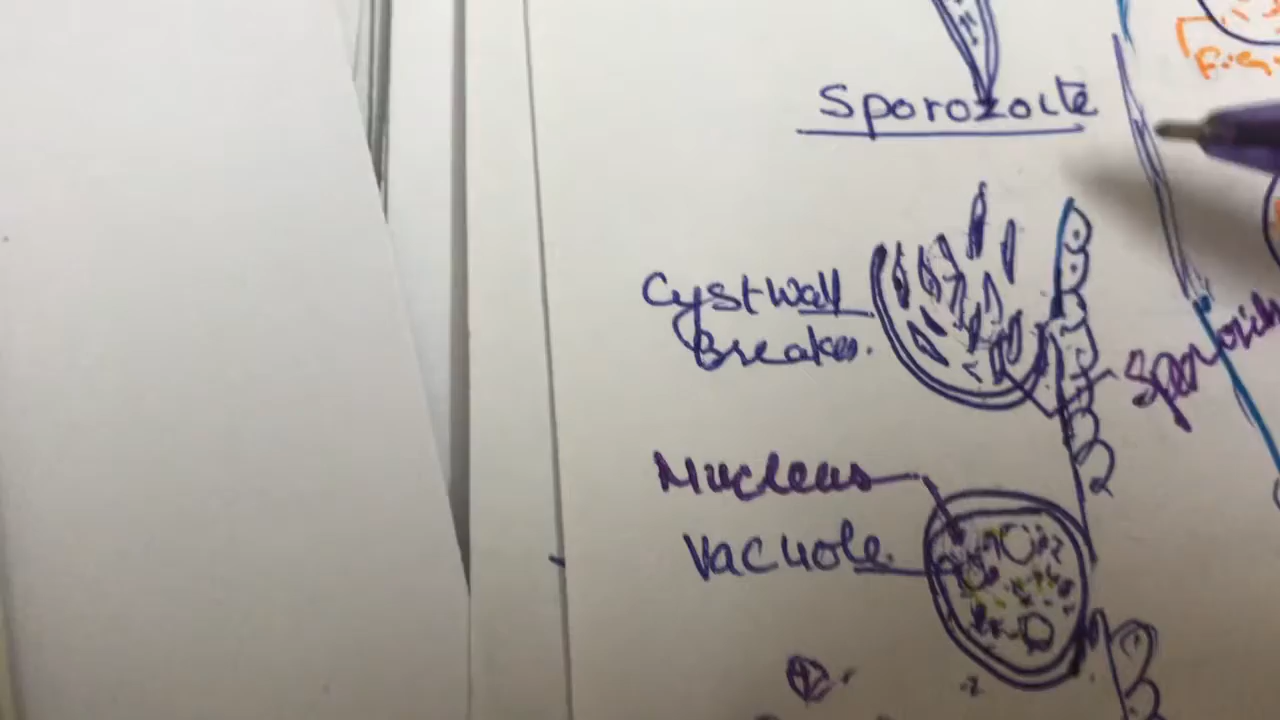 Sporozoite
Cyst wall
Breaks.
Nucleus
Vacuole.